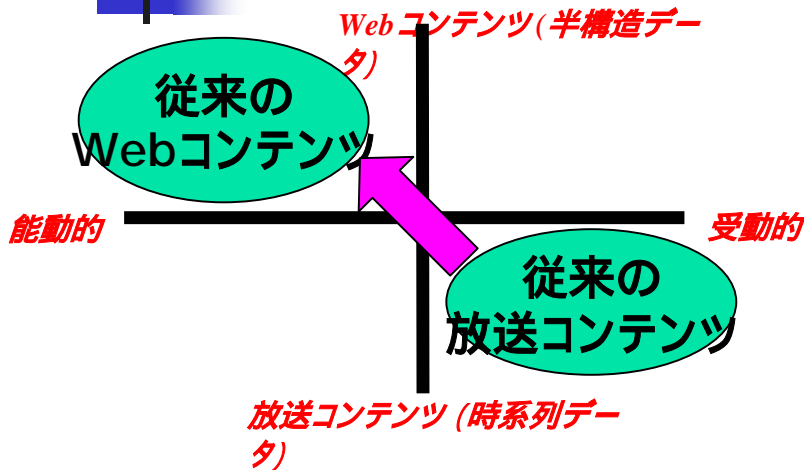 Webコンテンツ(半構造デー
タ)
従来の
Webコンテンツ
能動的
受動的
従来の
放送コンテンツ
放送コンテンツ(時系列デー
タ)